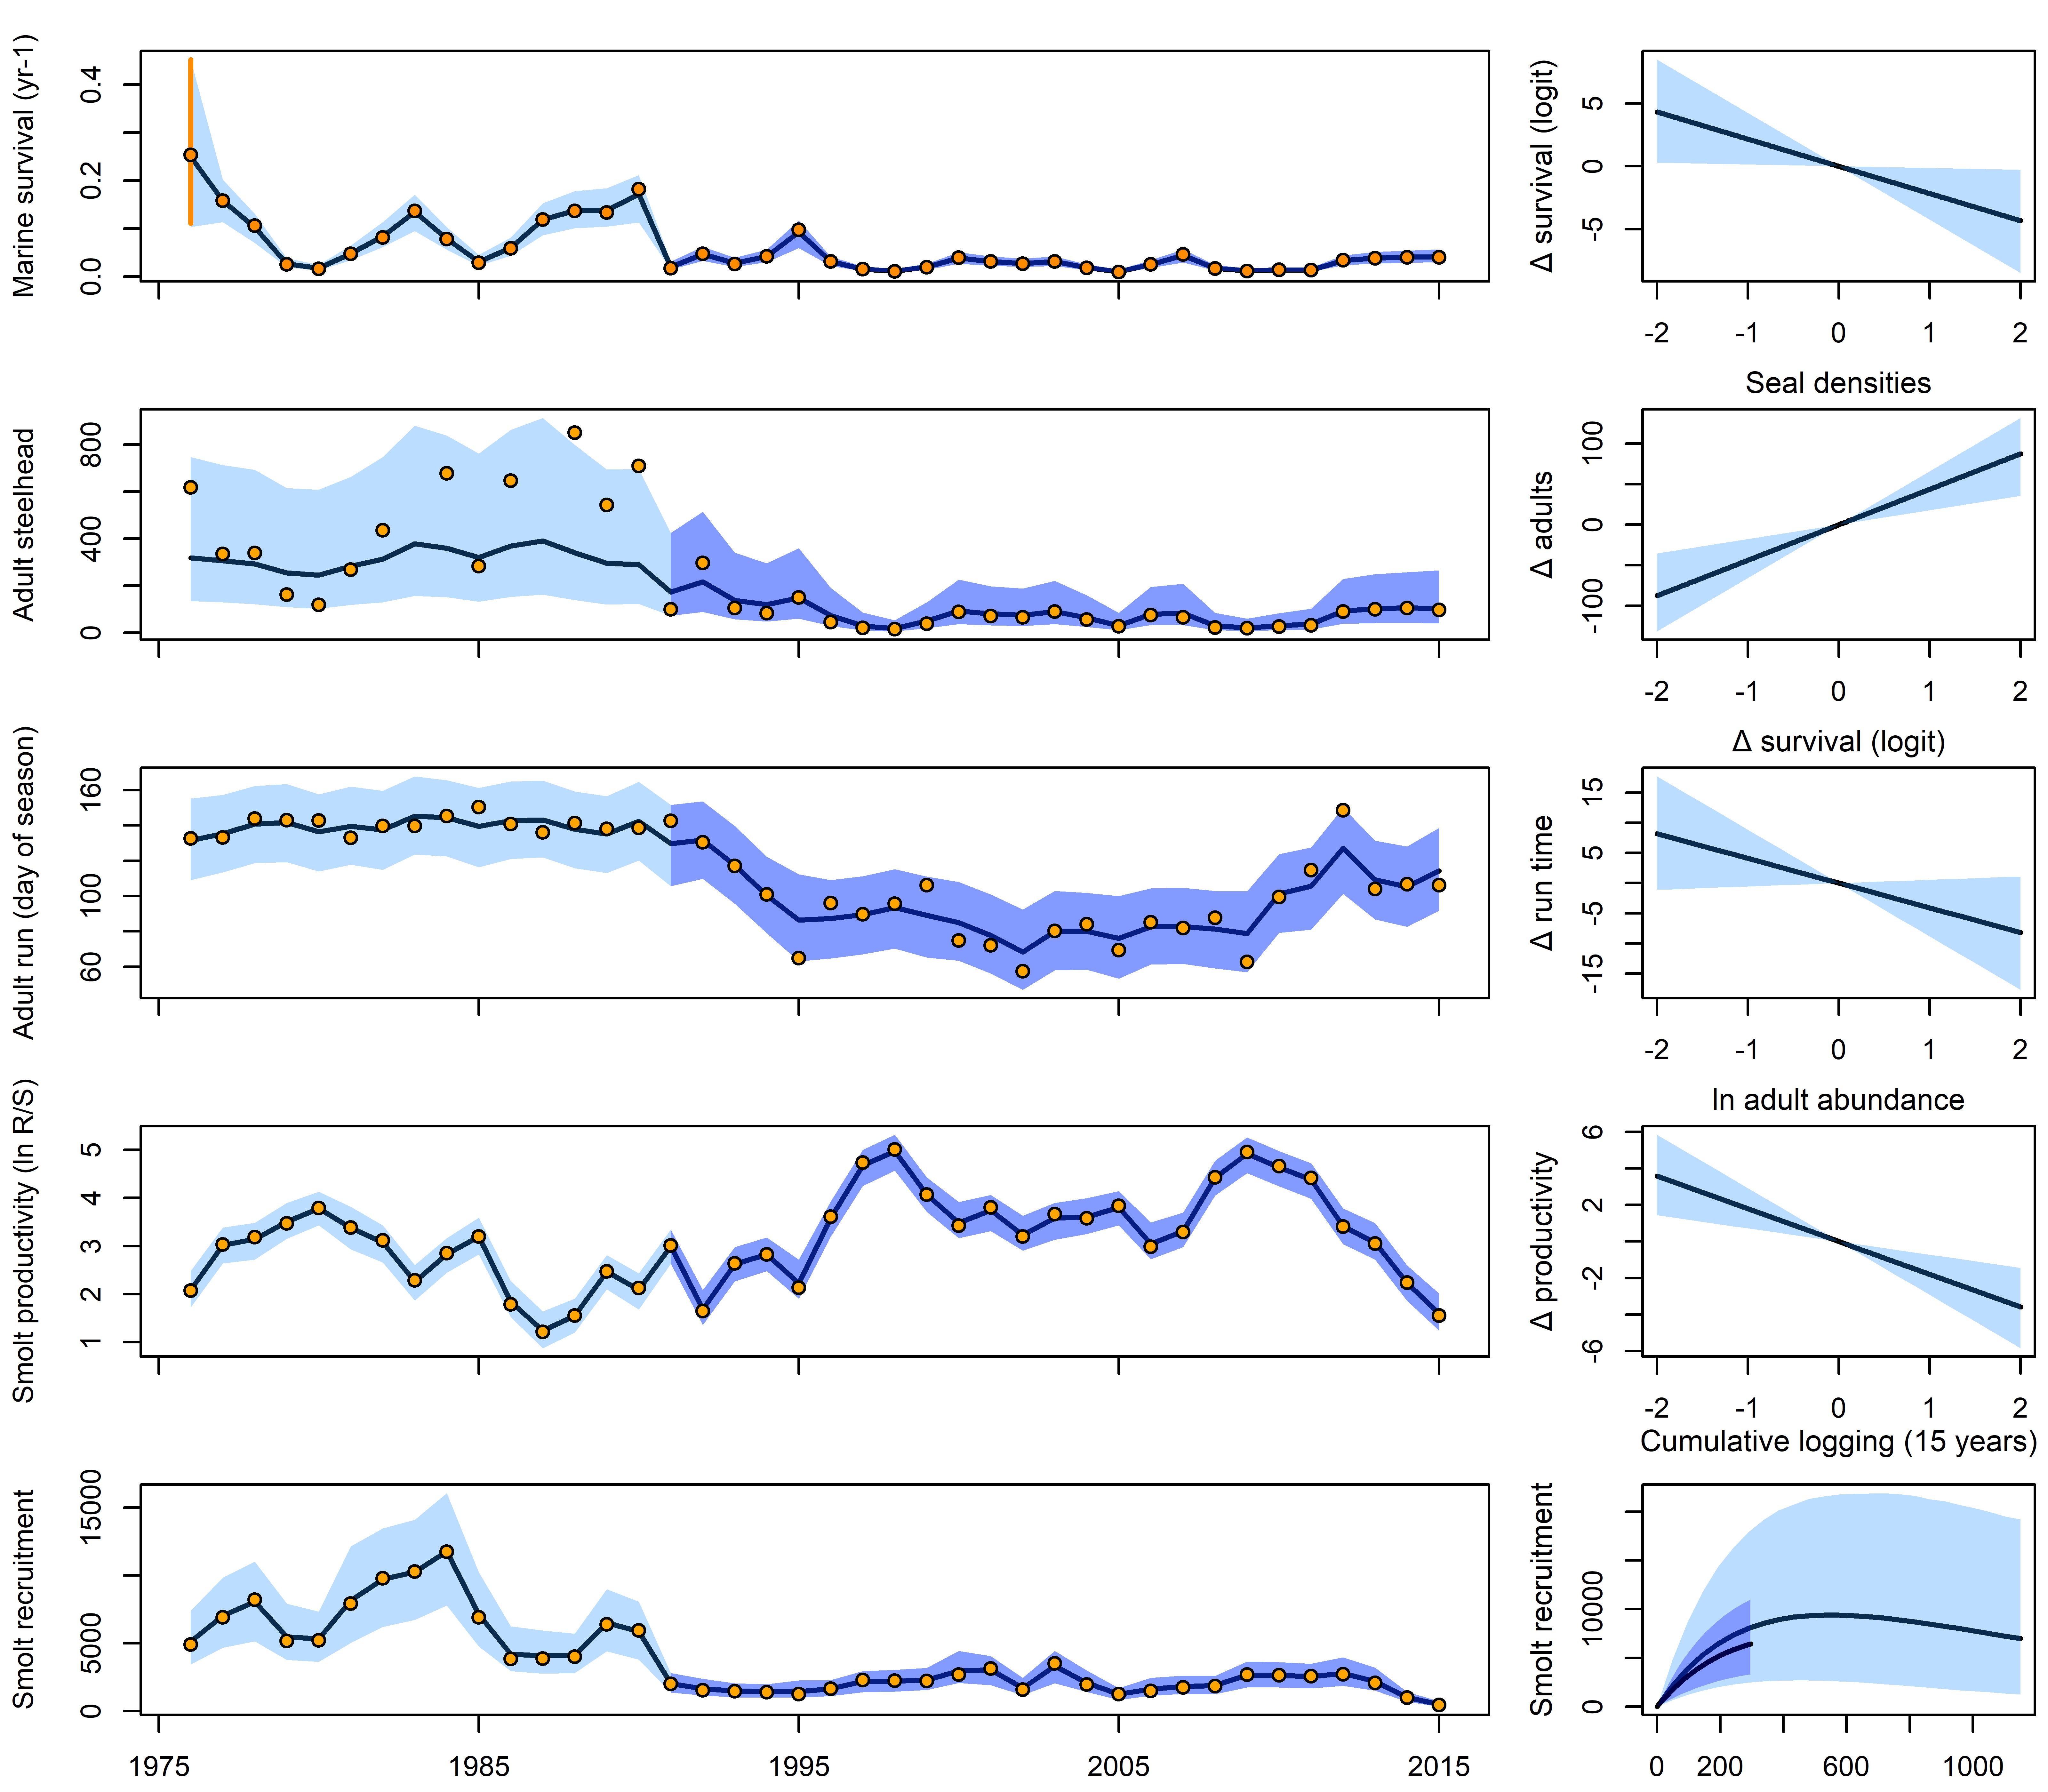 Marine survival (yr-1)
0.0 0.2 0.4
Δ survival (logit)
-5 0 5
-2 -1 0 1 2
Seal densities
Adult steelhead
0 400 800
Δ adults
-100 0 100
-2 -1 0 1 2
Δ survival (logit)
Adult run (day of season)
60 100 160
Δ run time
-15 -5 5 15
-2 -1 0 1 2
ln adult abundance
Smolt productivity (ln R/S)
1 2 3 4 5
Δ productivity
-6 -2 2 6
-2 -1 0 1 2
Cumulative logging (15 years)
Smolt recruitment
0 5000 15000
1975 1985 1995 2005 2015
Smolt recruitment
0 10000
0 200 600 1000